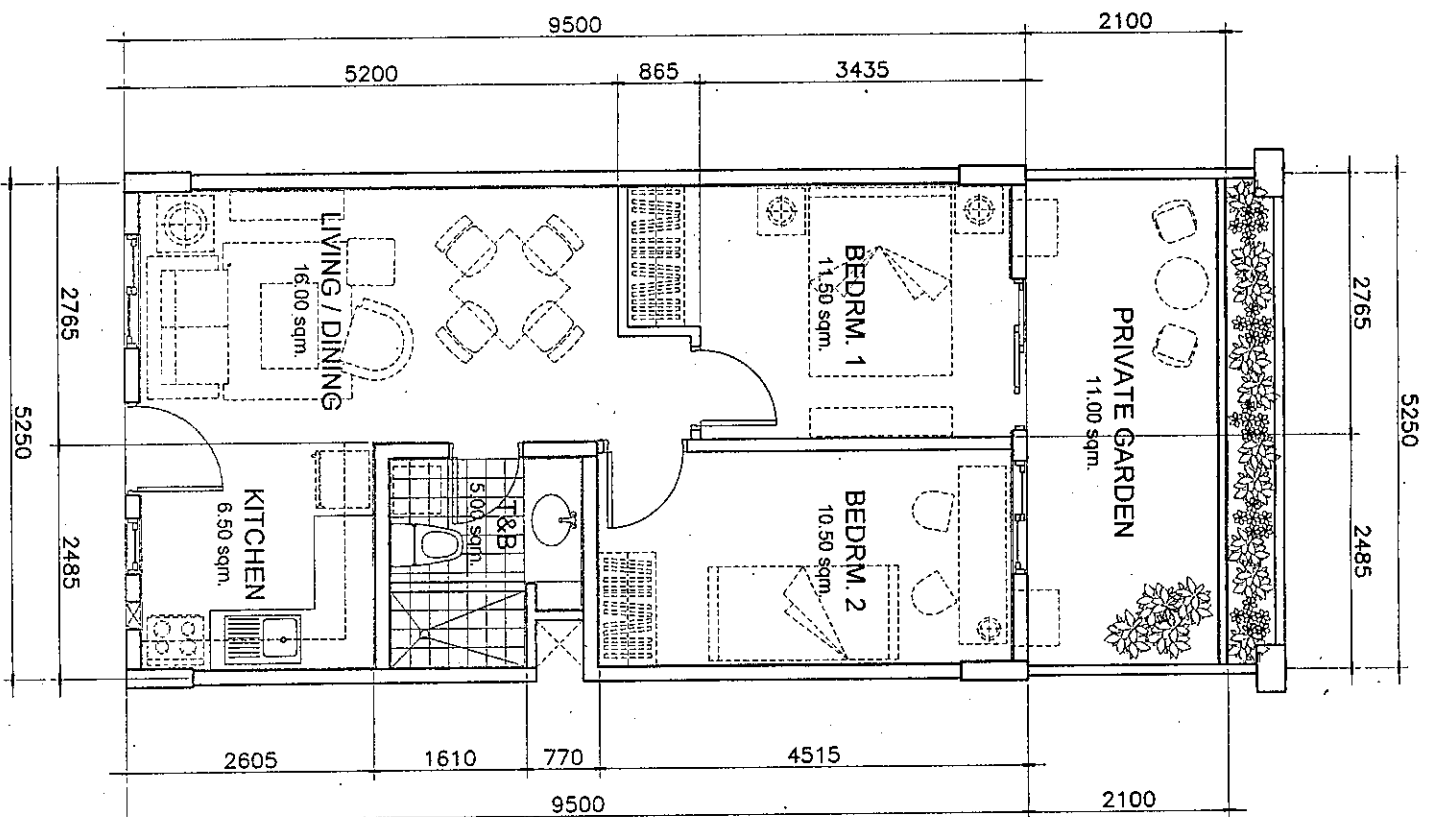 9500
2100
5200
865
3435
LIVING / DINING
16.00 sqm.
BEDRM. 1
11.50 sqm.
PRIVATE GARDEN
11.00 sqm.
2765
5250
2485
2765
5250
2485
KITCHEN
6.50 sqm.
T&B
5.00 sqm.
BEDRM. 2
10.50 sqm.
2605
1610
770
4515
9500
2100